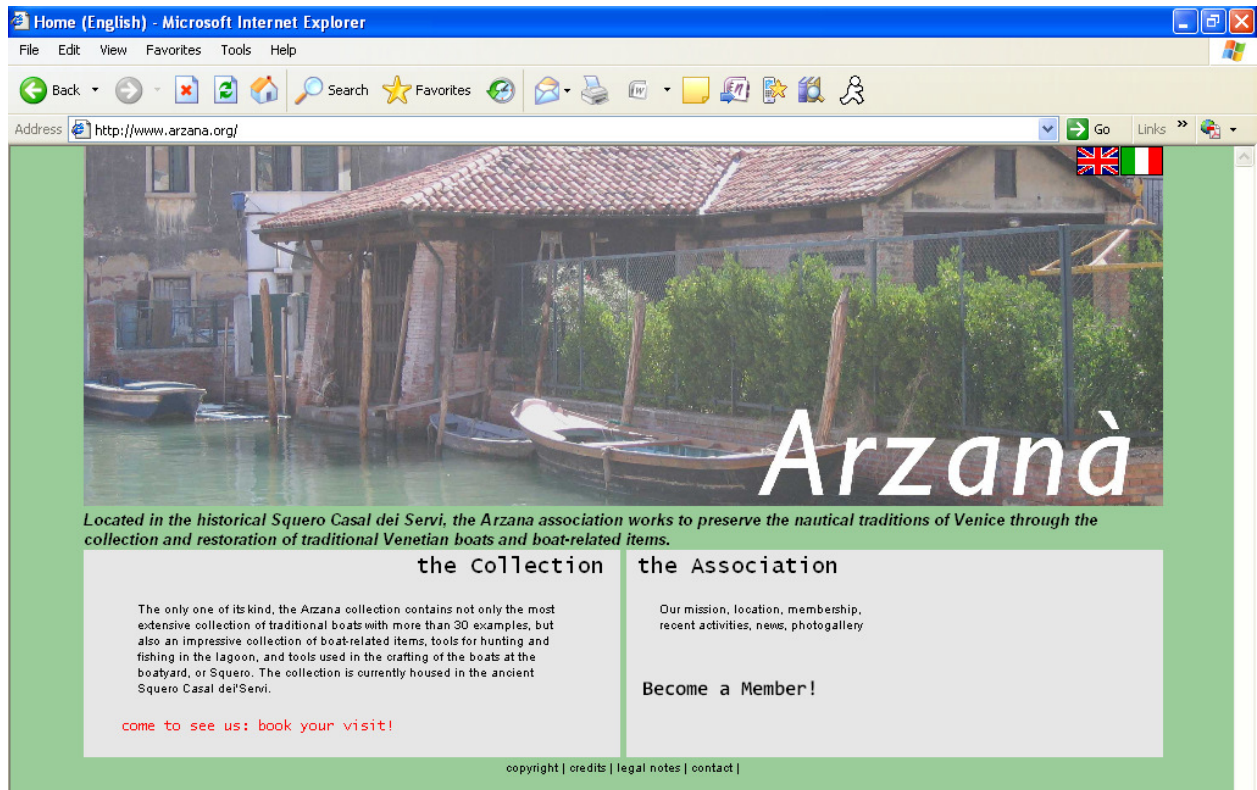 Home (English) - Microsoft Internet Explorer
File Edit View Favorites Tools Help
Back Search Favorites
Address http://www.arzana.org/ Go Links »
Arzanà
Located in the historical Squero Casal dei Servi, the Arzana association works to preserve the nautical traditions of Venice through the
collection and restoration of traditional Venetian boats and boat-related items.
the Collection
The only one of its kind, the Arzana collection contains not only the most
extensive collection of traditional boats with more than 30 examples, but
also an impressive collection of boat-related items, tools for hunting and
fishing in the lagoon, and tools used in the crafting of the boats at the
boatyard, or Squero. The collection is currently housed in the ancient
Squero Casal dei'Servi.
come to see us: book your visit!
the Association
Our mission, location, membership,
recent activities, news, photogallery
Become a Member!
copyright | credits | legal notes | contact |